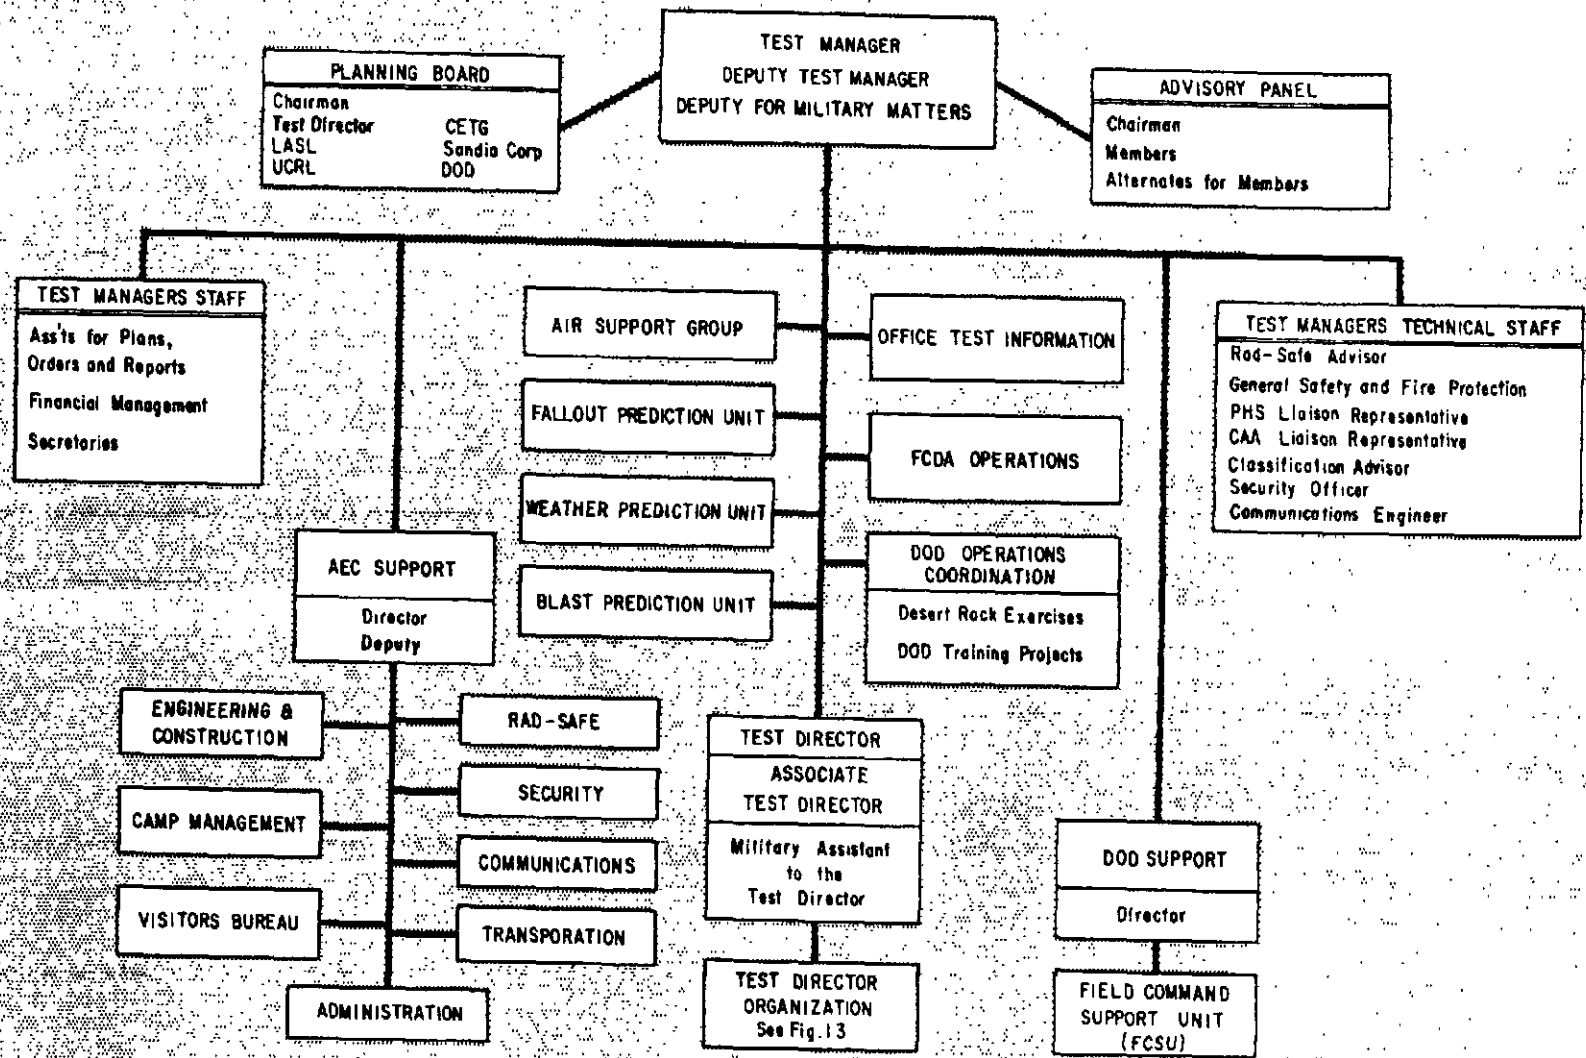 TEST MANAGER
DEPUTY TEST MANAGER
DEPUTY FOR MILITARY MATTERS
PLANNING BOARD
Chairman
Test Director CETG
LASL Sandia Corp
UCRL DOD
ADVISORY PANEL
Chairman
Members
Alternates for Members
TEST MANAGERS STAFF
Ass'ts for Plans,
Orders and Reports
Financial Management
Secretaries
AIR SUPPORT GROUP
OFFICE TEST INFORMATION
FALLOUT PREDICTION UNIT
FCDA OPERATIONS
WEATHER PREDICTION UNIT
DOD OPERATIONS
COORDINATION
Desert Rock Exercises
DOD Training Projects
BLAST PREDICTION UNIT
TEST MANAGERS TECHNICAL STAFF
Rad-Safe Advisor
General Safety and Fire Protection
PHS Liaison Representative
CAA Liaison Representative
Classification Advisor
Security Officer
Communications Engineer
AEC SUPPORT
Director
Deputy
ENGINEERING &
CONSTRUCTION
RAD-SAFE
SECURITY
CAMP MANAGEMENT
COMMUNICATIONS
VISITORS BUREAU
TRANSPORATION
ADMINISTRATION
TEST DIRECTOR
ASSOCIATE
TEST DIRECTOR
Military Assistant
to the
Test Director
TEST DIRECTOR
ORGANIZATION
See Fig. 13
DOD SUPPORT
Director
FIELD COMMAND
SUPPORT UNIT
(FCSU)